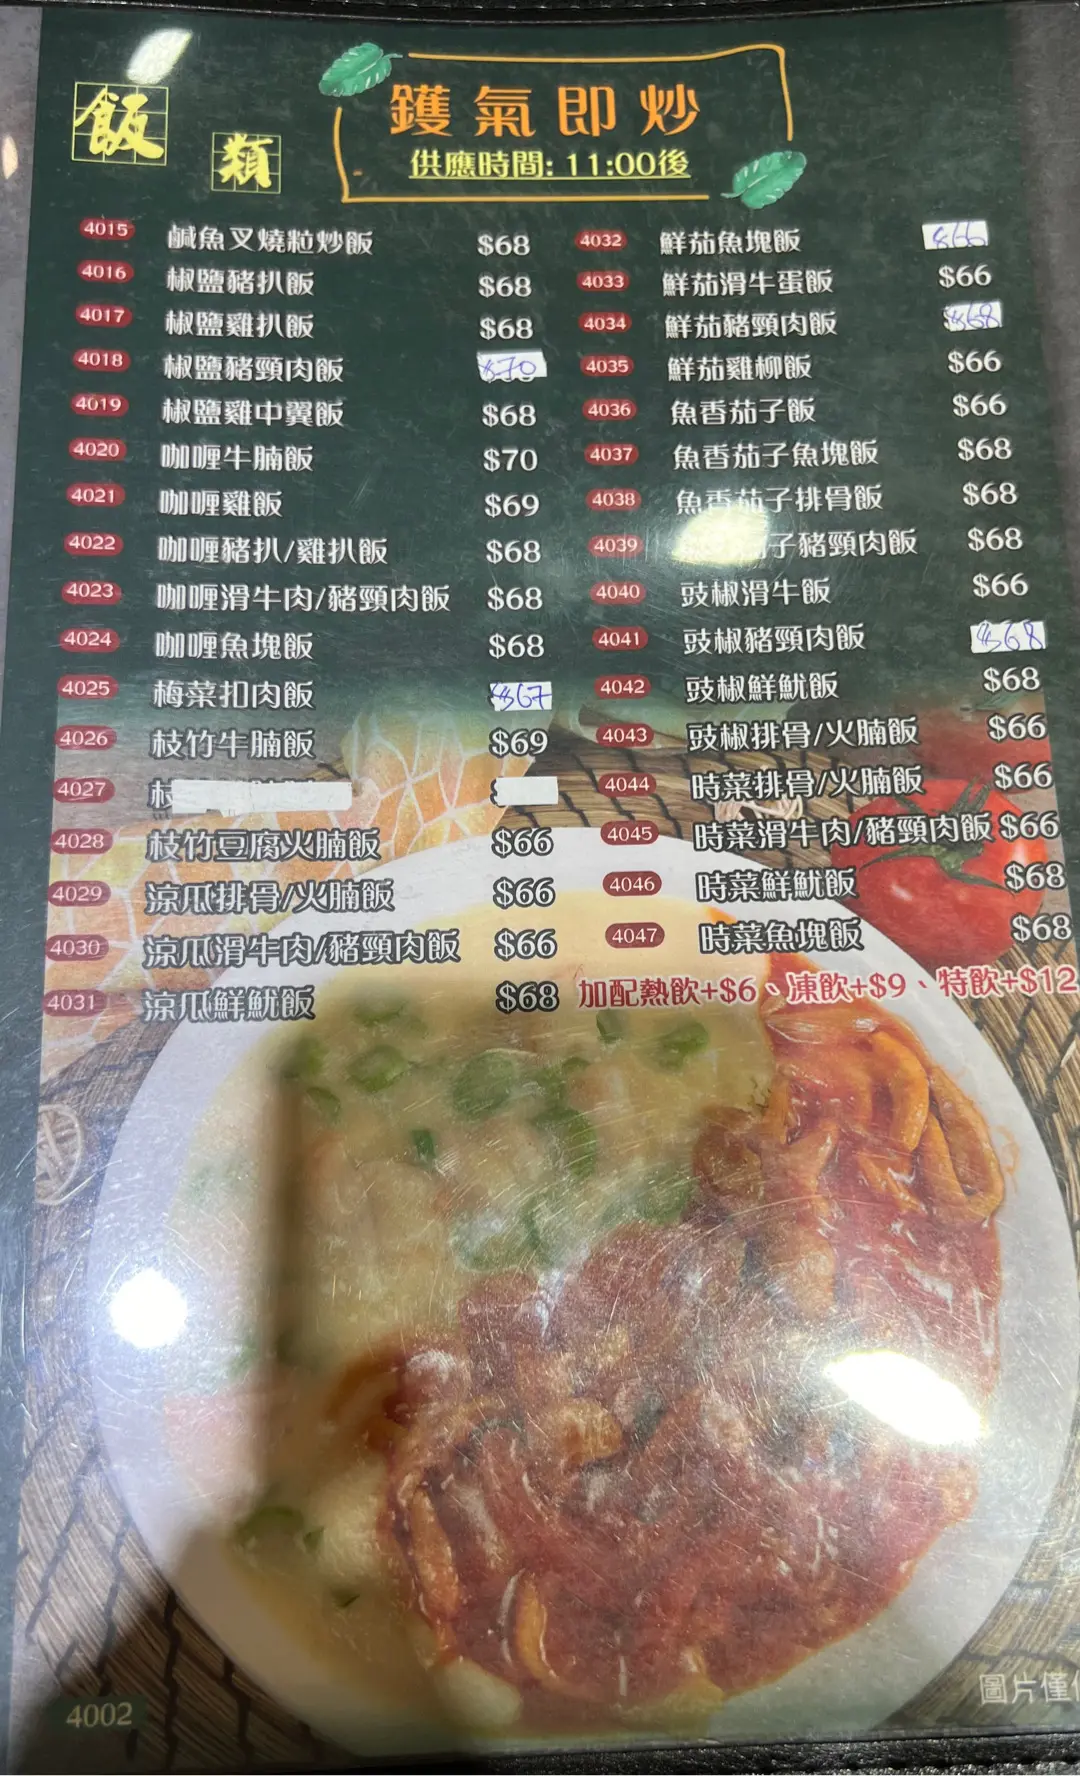 飯類
鑊氣即炒
供應時間: 11:00後
4015 鹹魚叉燒粒炒飯 $68
4016 椒鹽豬扒飯 $68
4017 椒鹽雞扒飯 $68
4018 椒鹽豬頸肉飯 $70
4019 椒鹽雞中翼飯 $68
4020 咖喱牛腩飯 $70
4021 咖喱雞飯 $69
4022 咖喱豬扒/雞扒飯 $68
4023 咖喱滑牛肉/豬頸肉飯 $68
4024 咖喱魚塊飯 $68
4025 梅菜扣肉飯 $67
4026 枝竹牛腩飯 $69
4027 枝
4028 枝竹豆腐火腩飯 $66
4029 涼瓜排骨/火腩飯 $66
4030 涼瓜滑牛肉/豬頸肉飯 $66
4031 涼瓜鮮魷飯 $68
4032 鮮茄魚塊飯 $66
4033 鮮茄滑牛蛋飯 $66
4034 鮮茄豬頸肉飯 $68
4035 鮮茄雞柳飯 $66
4036 魚香茄子飯 $66
4037 魚香茄子魚塊飯 $68
4038 魚香茄子排骨飯 $68
4039 子豬頸肉飯 $68
4040 豉椒滑牛飯 $66
4041 豉椒豬頸肉飯 $68
4042 豉椒鮮魷飯 $68
4043 豉椒排骨/火腩飯 $66
4044 時菜排骨/火腩飯 $66
4045 時菜滑牛肉/豬頸肉飯 $66
4046 時菜鮮魷飯 $68
4047 時菜魚塊飯 $68
加配熱飲+$6、凍飲+$9、特飲+$12
圖片僅
4002